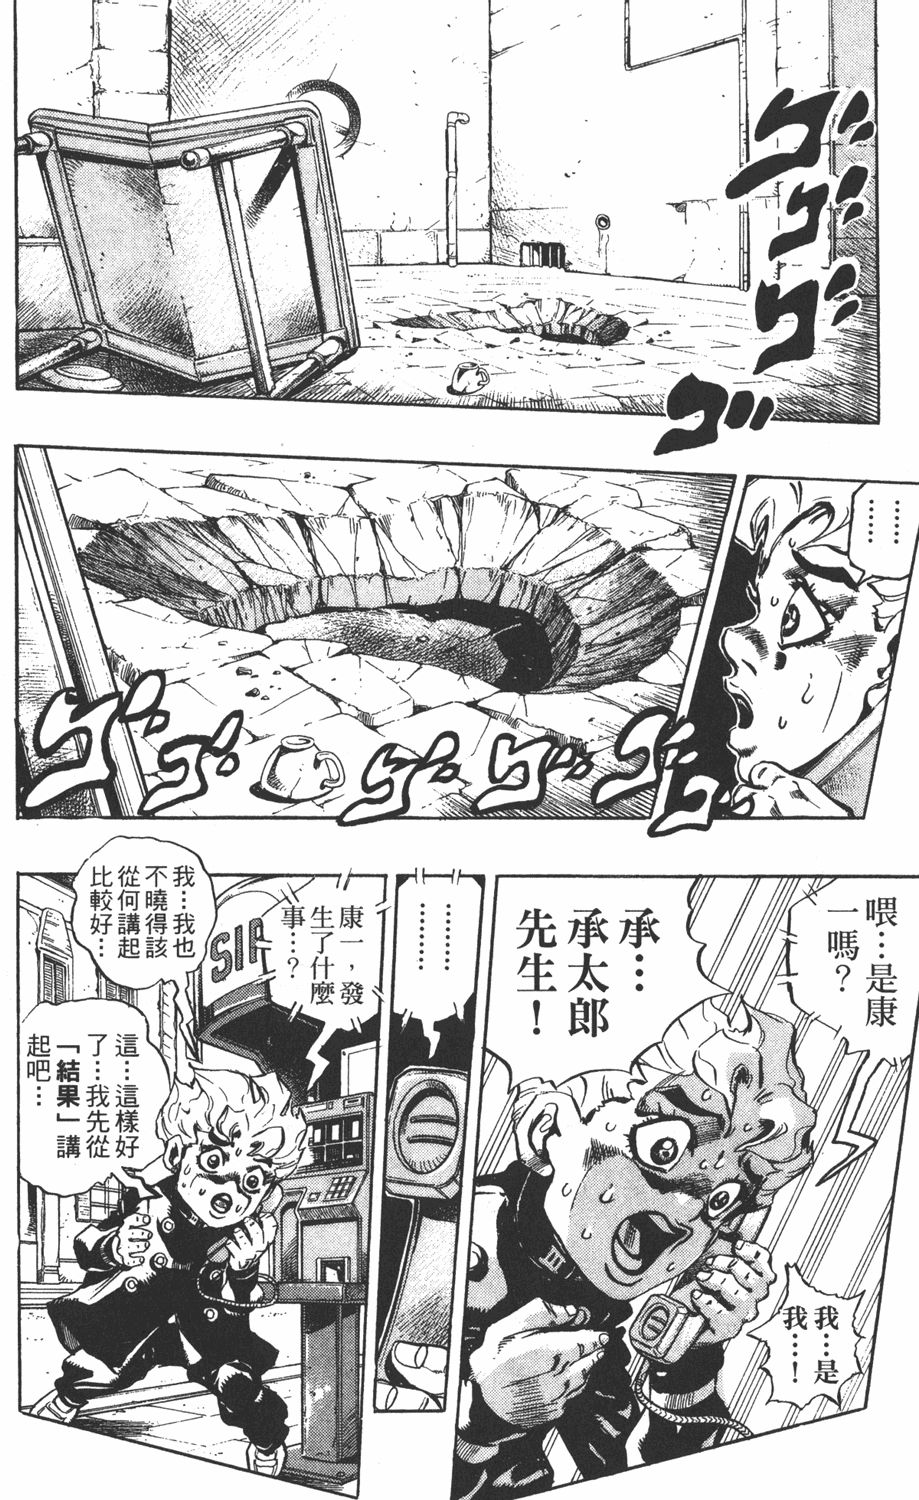 ゴゴゴゴ
………
ゴゴゴゴゴゴ
喂…是康
一嗎？
承…
承太郎
先生！
我…是
我…！
………
康一，發
生了什麼
事…？
我…我也
不曉得該
從何講起
比較好…
這…這樣好
了…我先從
「結果」講
起吧…
SIP